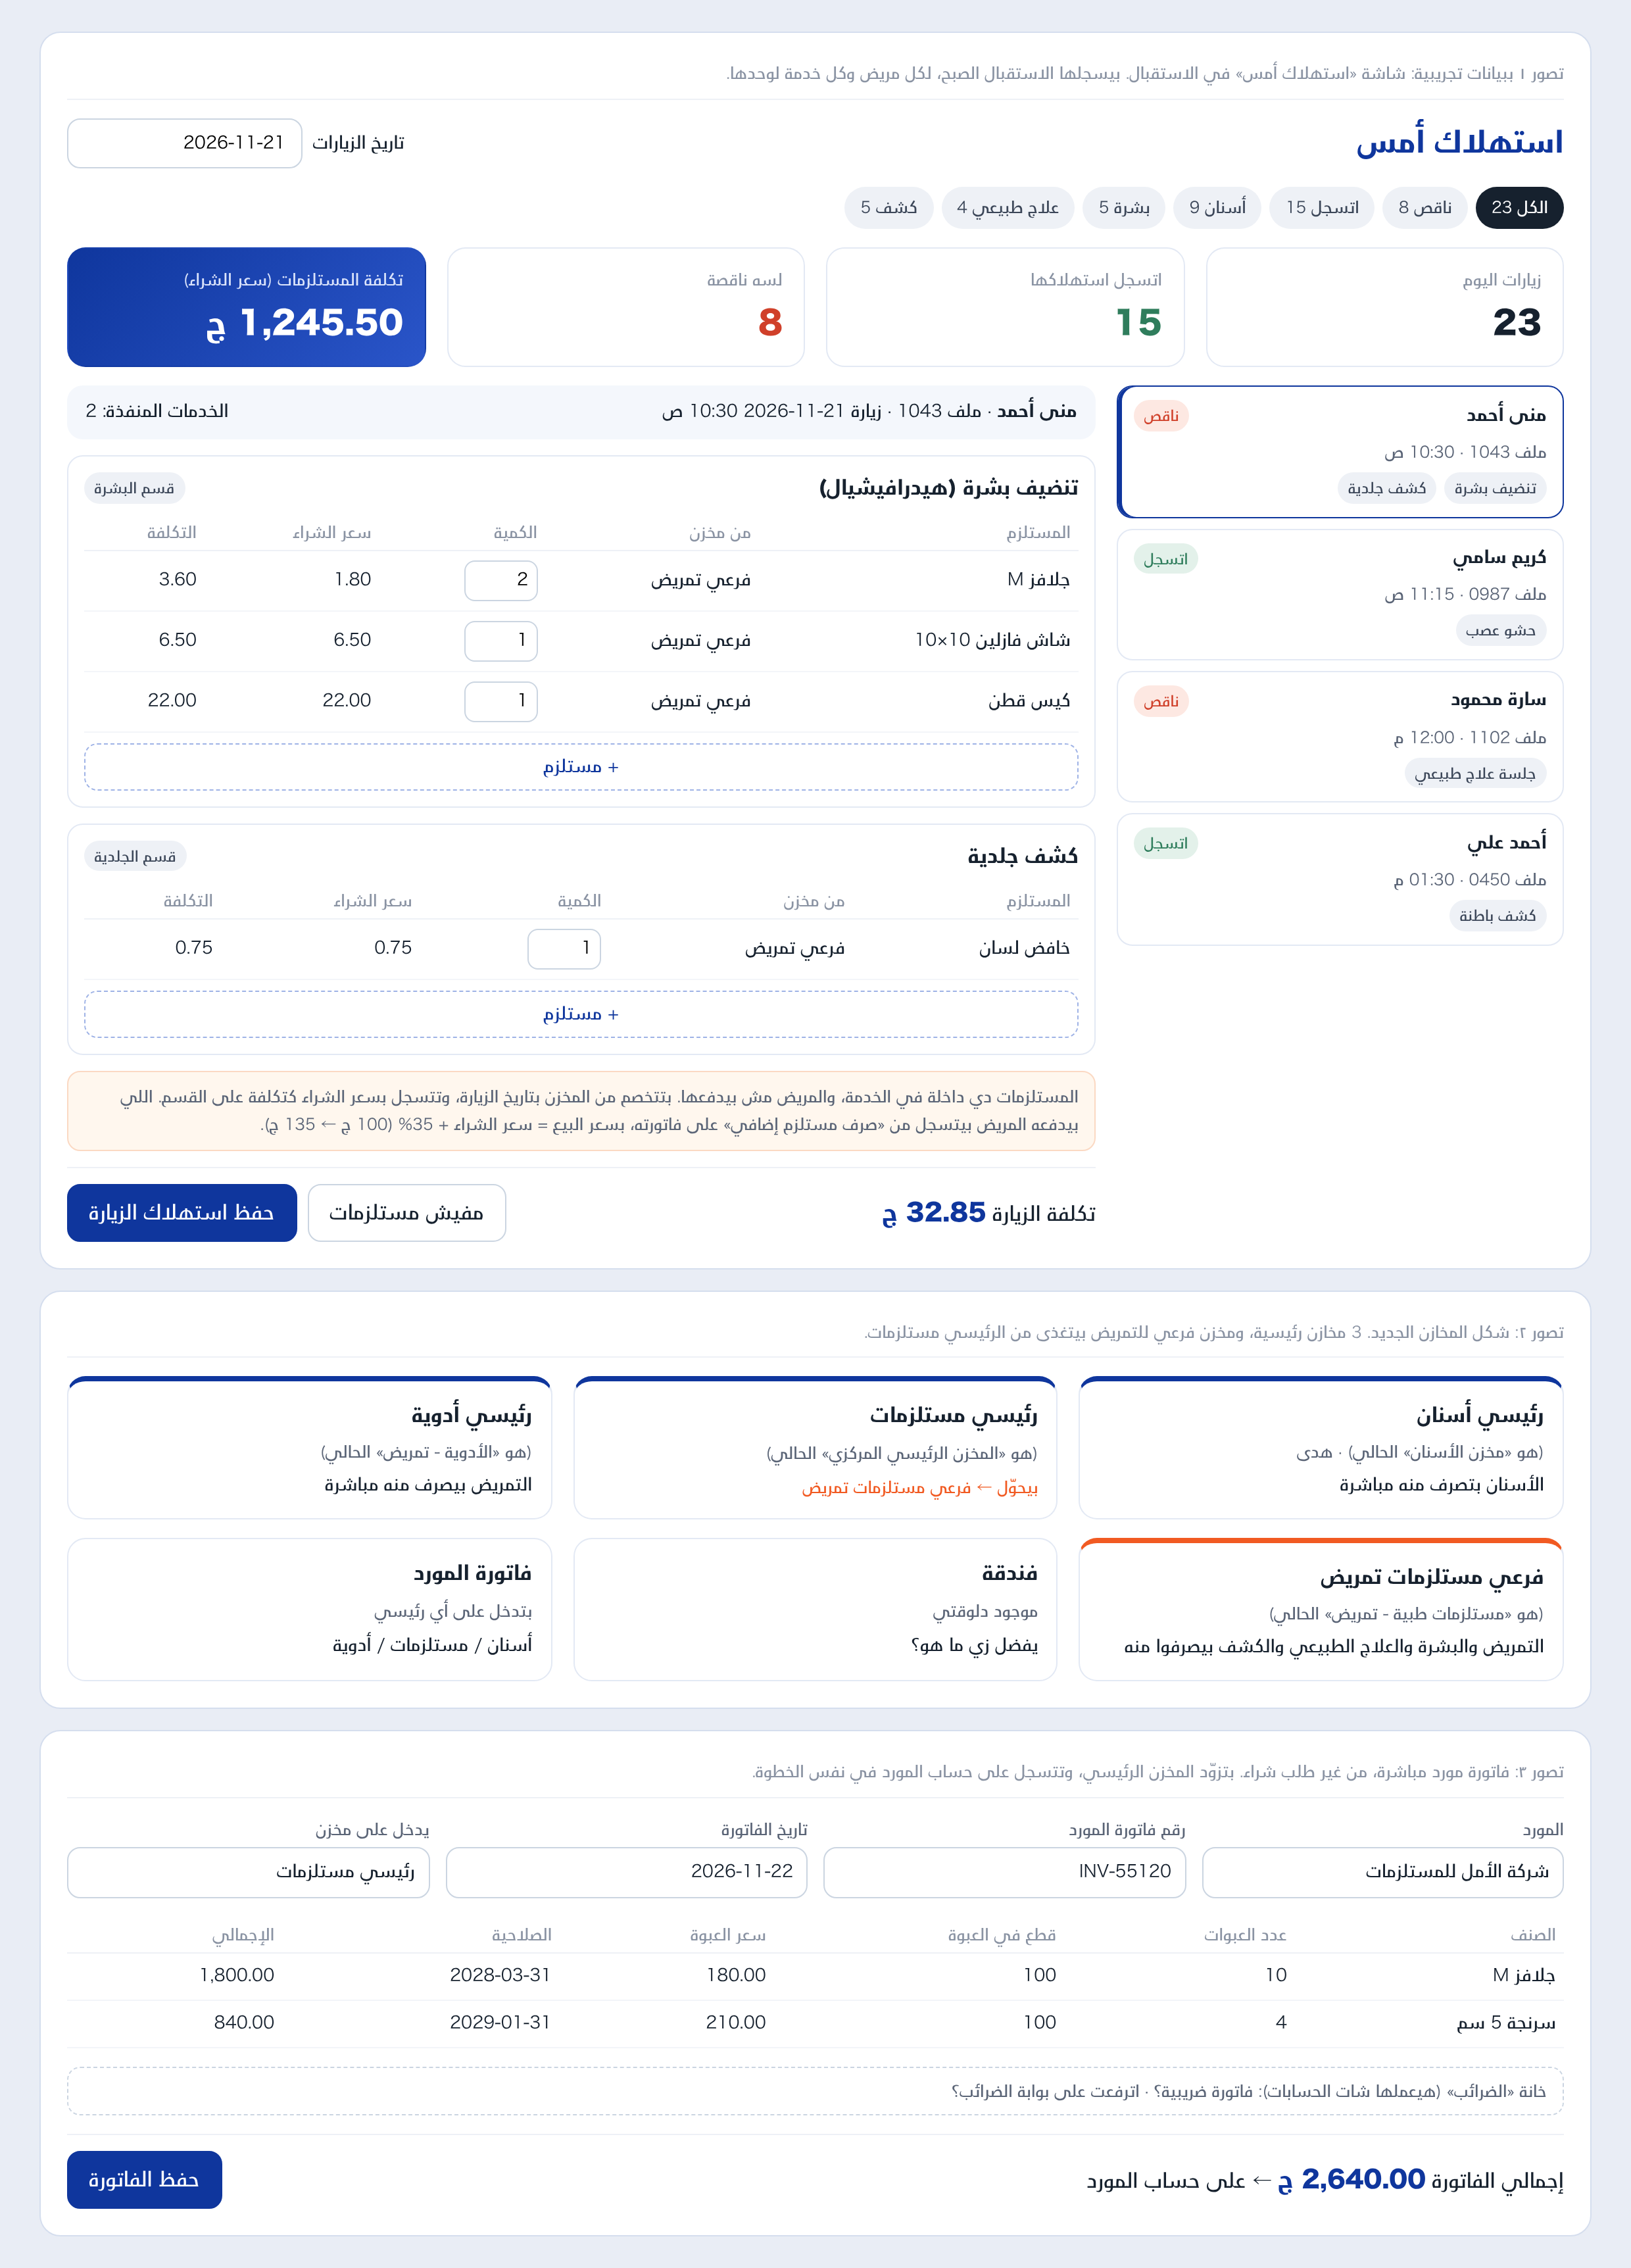 تصور ١ ببيانات تجريبية: شاشة «استهلاك أمس» في الاستقبال. بيسجلها الاستقبال الصبح، لكل مريض وكل خدمة لوحدها.
استهلاك أمس
تاريخ الزيارات 2026-11-21
الكل 23 ناقص 8 اتسجل 15 أسنان 9 بشرة 5 علاج طبيعي 4 كشف 5
زيارات اليوم
23
اتسجل استهلاكها
15
لسه ناقصة
8
تكلفة المستلزمات (سعر الشراء)
1,245.50 ج
منى أحمد ناقص
ملف 1043 · 10:30 ص
تنضيف بشرة كشف جلدية
كريم سامي اتسجل
ملف 0987 · 11:15 ص
حشو عصب
سارة محمود ناقص
ملف 1102 · 12:00 م
جلسة علاج طبيعي
أحمد علي اتسجل
ملف 0450 · 01:30 م
كشف باطنة
منى أحمد · ملف 1043 · زيارة 2026-11-21 10:30 ص الخدمات المنفذة: 2
تنضيف بشرة (هيدرافيشيال) قسم البشرة
المستلزم من مخزن الكمية سعر الشراء التكلفة
جلافز M فرعي تمريض 2 1.80 3.60
شاش فازلين 10×10 فرعي تمريض 1 6.50 6.50
كيس قطن فرعي تمريض 1 22.00 22.00
+ مستلزم
كشف جلدية قسم الجلدية
المستلزم من مخزن الكمية سعر الشراء التكلفة
خافض لسان فرعي تمريض 1 0.75 0.75
+ مستلزم
المستلزمات دي داخلة في الخدمة، والمريض مش بيدفعها. بتتخصم من المخزن بتاريخ الزيارة، وتتسجل بسعر الشراء كتكلفة على القسم. اللي
بيدفعه المريض بيتسجل من «صرف مستلزم إضافي» على فاتورته، بسعر البيع = سعر الشراء + 35% (100 ج ← 135 ج).
تكلفة الزيارة 32.85 ج مفيش مستلزمات حفظ استهلاك الزيارة
تصور ٢: شكل المخازن الجديد. 3 مخازن رئيسية، ومخزن فرعي للتمريض بيتغذى من الرئيسي مستلزمات.
رئيسي أسنان
(هو «مخزن الأسنان» الحالي) · هدى
الأسنان بتصرف منه مباشرة
رئيسي مستلزمات
(هو «المخزن الرئيسي المركزي» الحالي)
بيحوّل ← فرعي مستلزمات تمريض
رئيسي أدوية
(هو «الأدوية - تمريض» الحالي)
التمريض بيصرف منه مباشرة
فرعي مستلزمات تمريض
(هو «مستلزمات طبية - تمريض» الحالي)
التمريض والبشرة والعلاج الطبيعي والكشف بيصرفوا منه
فندقة
موجود دلوقتي
يفضل زي ما هو؟
فاتورة المورد
بتدخل على أي رئيسي
أسنان / مستلزمات / أدوية
تصور ٣: فاتورة مورد مباشرة، من غير طلب شراء. بتزوّد المخزن الرئيسي، وتتسجل على حساب المورد في نفس الخطوة.
المورد رقم فاتورة المورد تاريخ الفاتورة يدخل على مخزن
شركة الأمل للمستلزمات INV-55120 2026-11-22 رئيسي مستلزمات
الصنف عدد العبوات قطع في العبوة سعر العبوة الصلاحية الإجمالي
جلافز M 10 100 180.00 2028-03-31 1,800.00
سرنجة 5 سم 4 100 210.00 2029-01-31 840.00
خانة «الضرائب» (هيعملها شات الحسابات): فاتورة ضريبية؟ · اترفعت على بوابة الضرائب؟
إجمالي الفاتورة 2,640.00 ج ← على حساب المورد حفظ الفاتورة